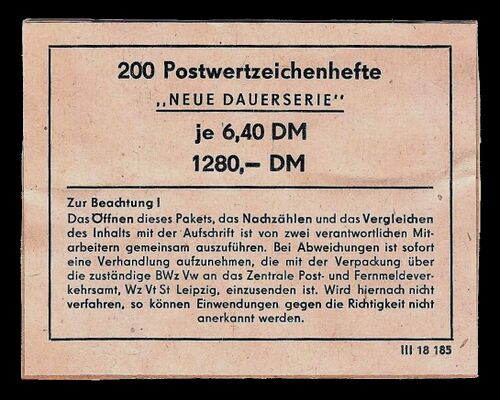 200 Postwertzeichenhefte
„NEUE DAUERSERIE"
je 6,40 DM
1280,– DM
Zur Beachtung!
Das Öffnen dieses Pakets, das Nachzählen und das Vergleichen
des Inhalts mit der Aufschrift ist von zwei verantwortlichen Mit-
arbeitern gemeinsam auszuführen. Bei Abweichungen ist sofort
eine Verhandlung aufzunehmen, die mit der Verpackung über
die zuständige BWz Vw an das Zentrale Post- und Fernmeldever-
kehrsamt, Wz Vt St Leipzig, einzusenden ist. Wird hiernach nicht
verfahren, so können Einwendungen gegen die Richtigkeit nicht
anerkannt werden.
III 18 185